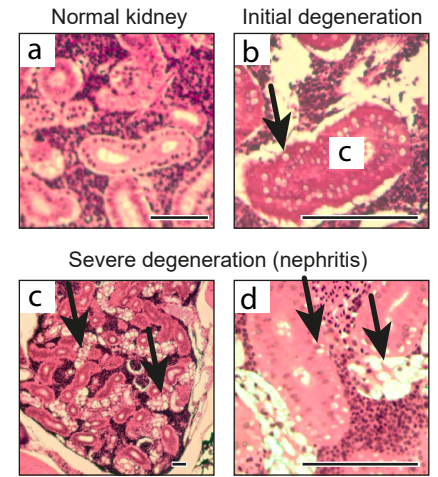 Normal kidney
Initial degeneration
a
b
c
Severe degeneration (nephritis)
c
d